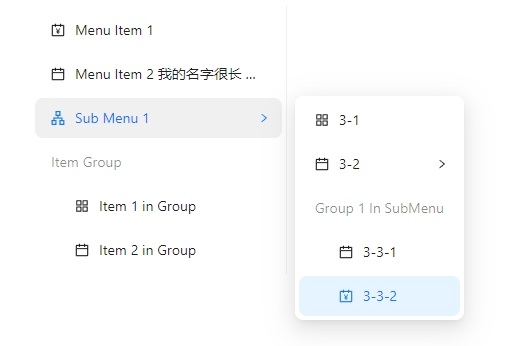 Menu Item 1
Menu Item 2 我的名字很长 ...
Sub Menu 1
Item Group
Item 1 in Group
Item 2 in Group
3-1
3-2
Group 1 In SubMenu
3-3-1
3-3-2